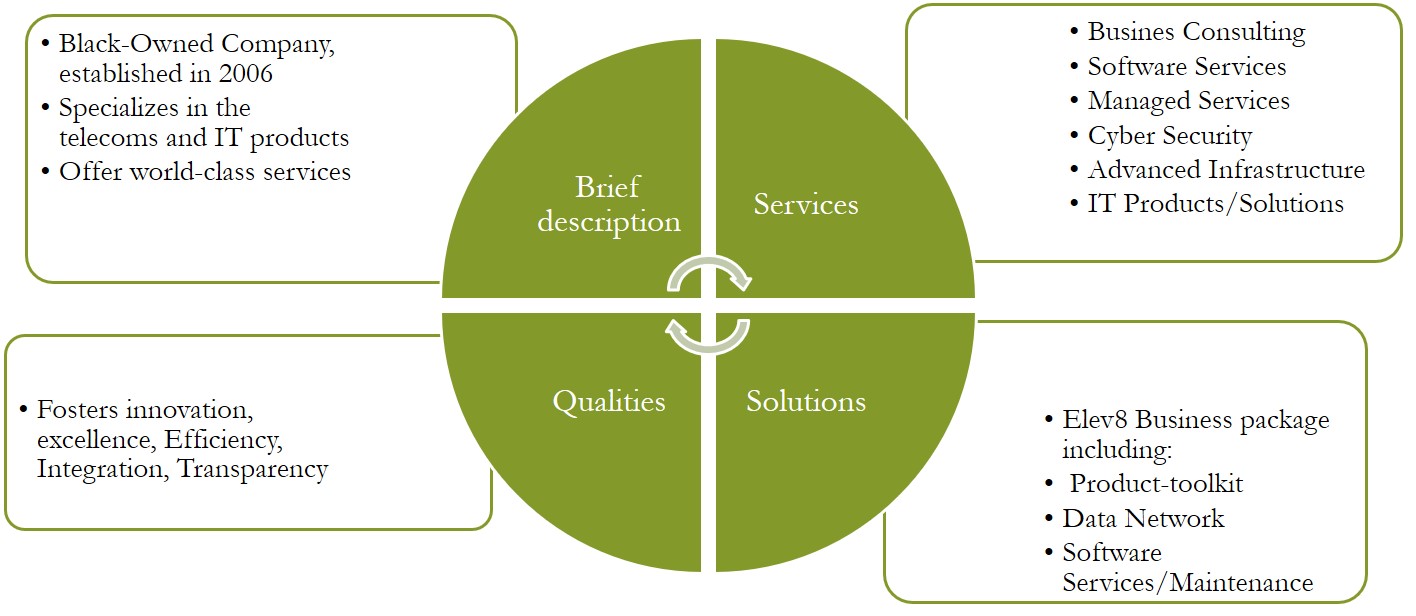 • Black-Owned Company,
established in 2006
• Specializes in the
telecoms and IT products
• Offer world-class services
Brief
description
Services
• Busines Consulting
• Software Services
• Managed Services
• Cyber Security
• Advanced Infrastructure
• IT Products/Solutions
• Fosters innovation,
excellence, Efficiency,
Integration, Transparency
Qualities
Solutions
• Elev8 Business package
including:
• Product-toolkit
• Data Network
• Software
Services/Maintenance